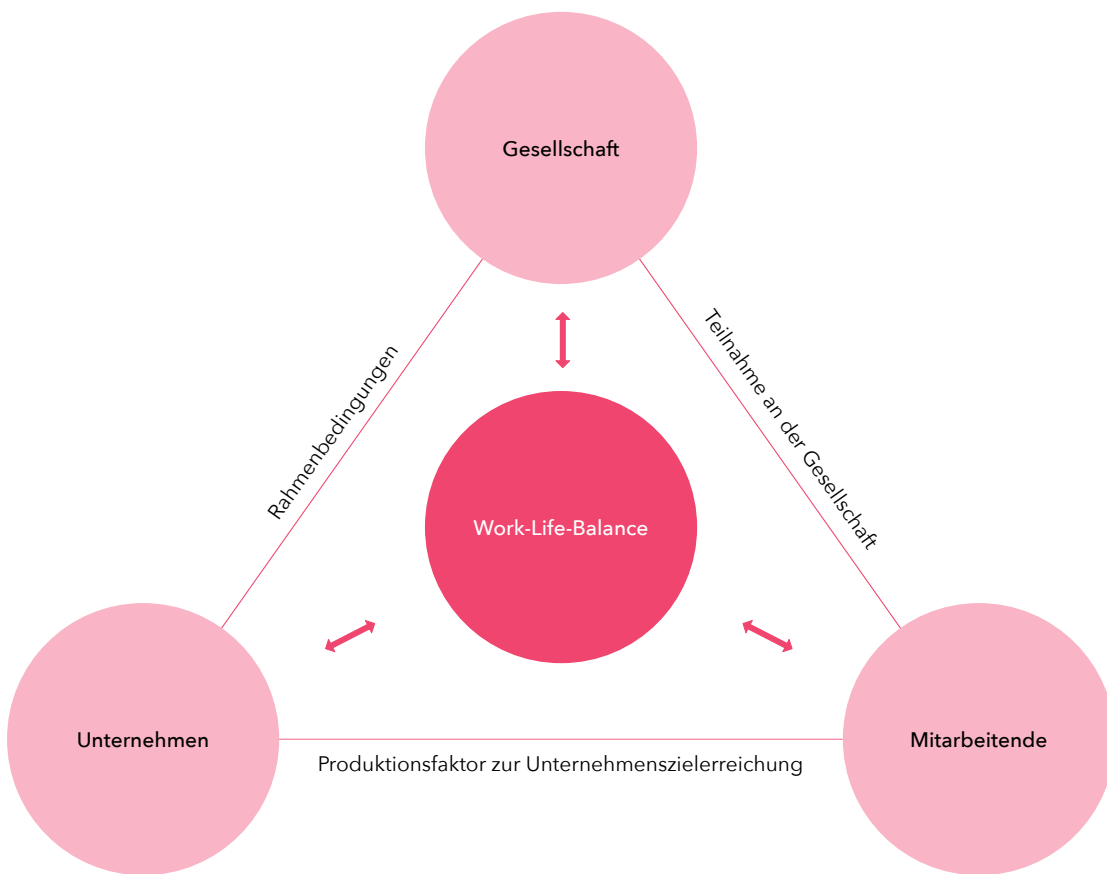 Gesellschaft
Rahmenbedingungen
Teilnahme an der Gesellschaft
Work-Life-Balance
Unternehmen
Mitarbeitende
Produktionsfaktor zur Unternehmenszielerreichung